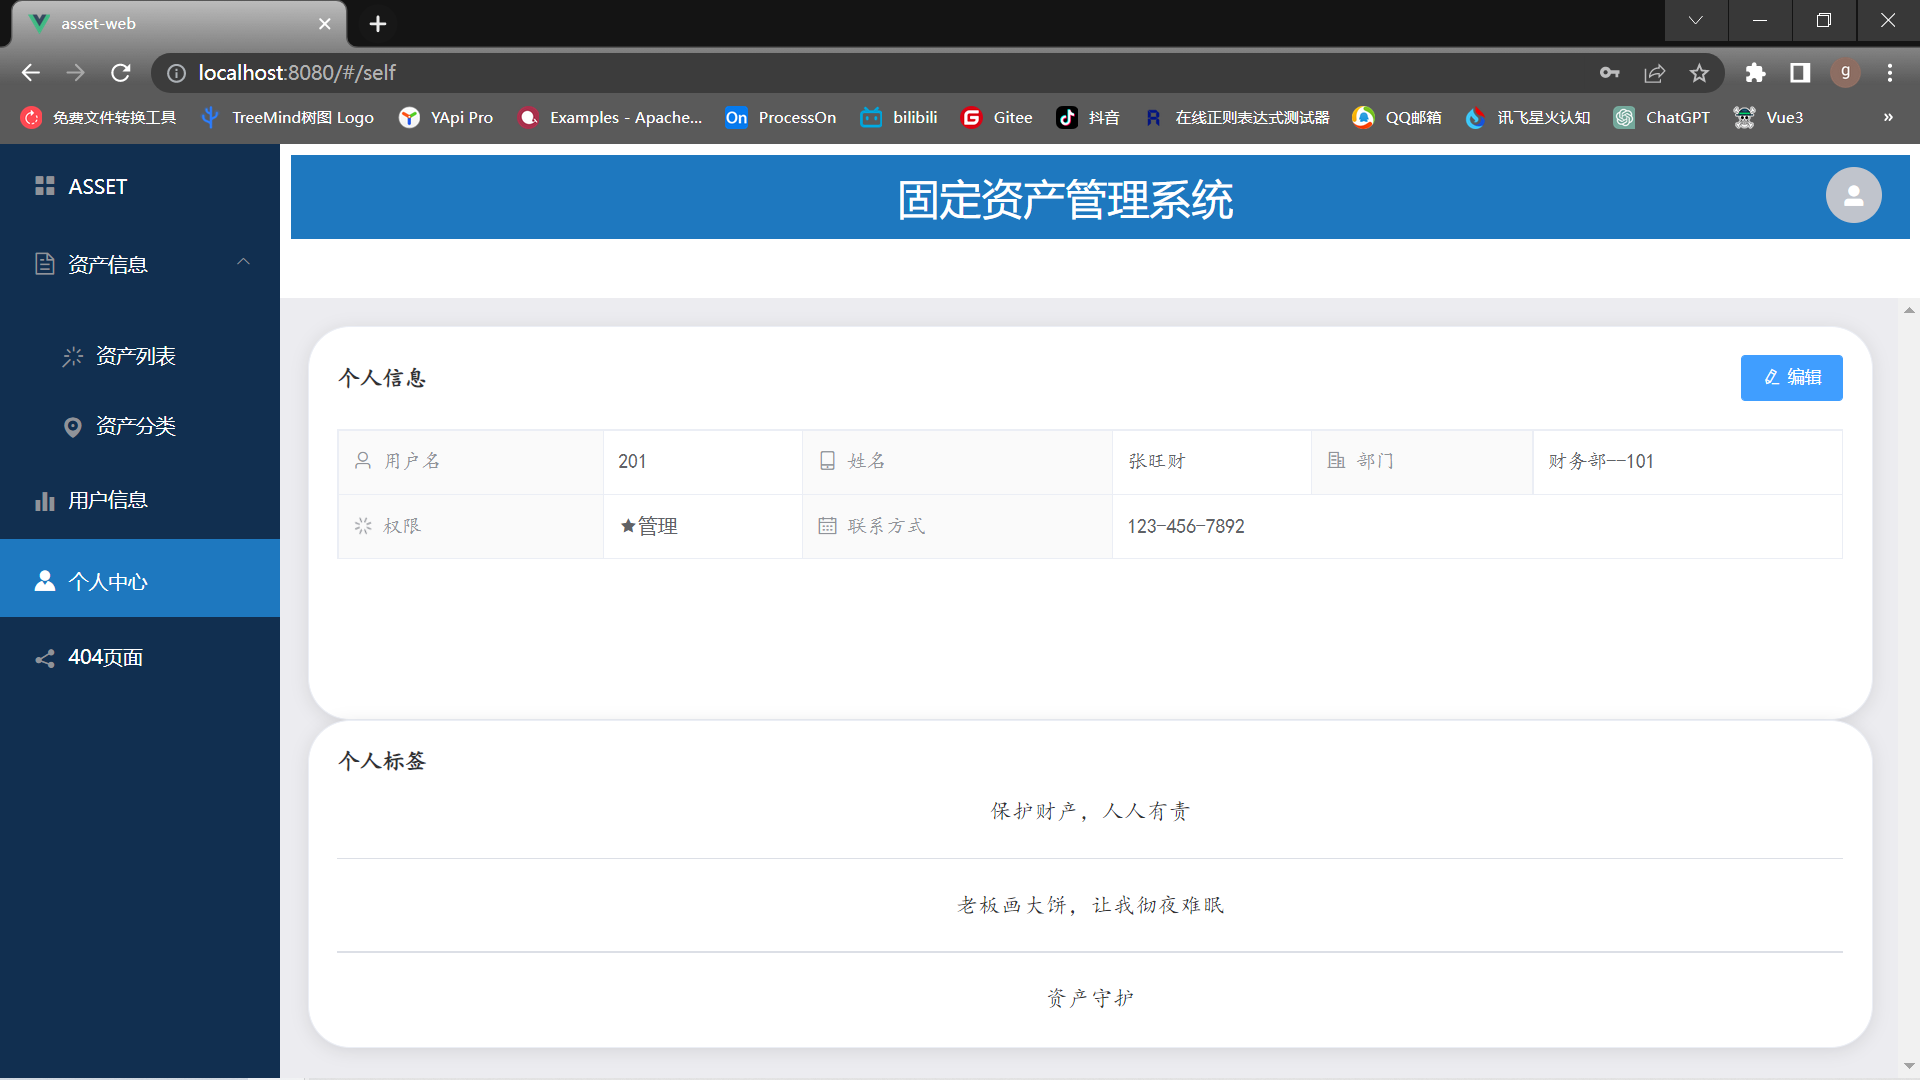 asset-web
localhost:8080/#/self
g
免费文件转换工具
TreeMind树图 Logo
YApi Pro
Examples - Apache...
On ProcessOn
bilibili
Gitee
抖音
R 在线正则表达式测试器
QQ邮箱
讯飞星火认知
ChatGPT
Vue3
»
ASSET
资产信息
资产列表
资产分类
用户信息
个人中心
404页面
固定资产管理系统
个人信息
编辑
用户名 201 姓名 张旺财 部门 财务部--101
权限 ★管理 联系方式 123-456-7892
个人标签
保护财产，人人有责
老板画大饼，让我彻夜难眠
资产守护